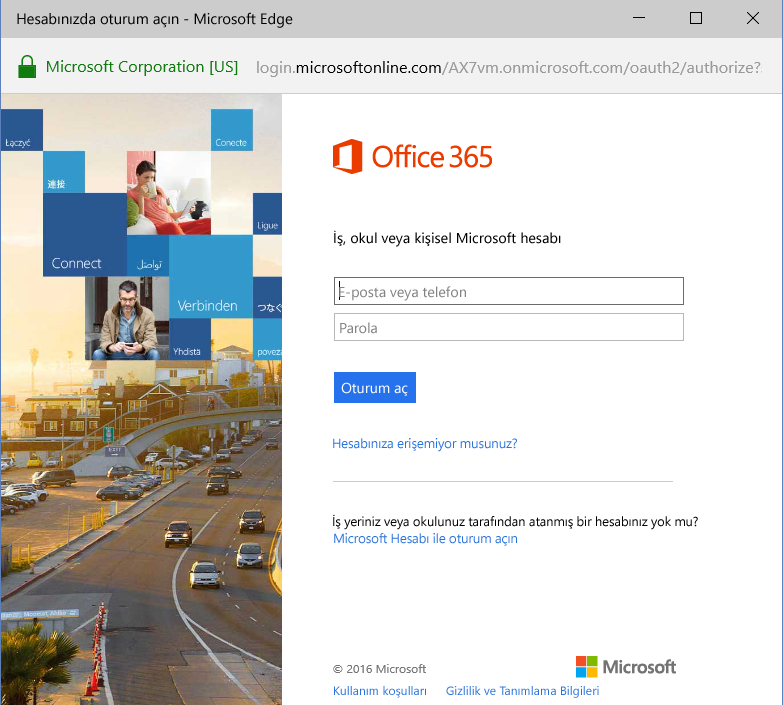 Hesabınızda oturum açın - Microsoft Edge
Microsoft Corporation [US] login.microsoftonline.com/AX7vm.onmicrosoft.com/oauth2/authorize?
Łączyć
Conecte
連接
Ligue
Connect
تواصل
Verbinden
つなぐ
Yhdistä
poveza
EXIT
Office 365
İş, okul veya kişisel Microsoft hesabı
E-posta veya telefon
Parola
Oturum aç
Hesabınıza erişemiyor musunuz?
İş yeriniz veya okulunuz tarafından atanmış bir hesabınız yok mu?
Microsoft Hesabı ile oturum açın
© 2016 Microsoft
Microsoft
Kullanım koşulları Gizlilik ve Tanımlama Bilgileri